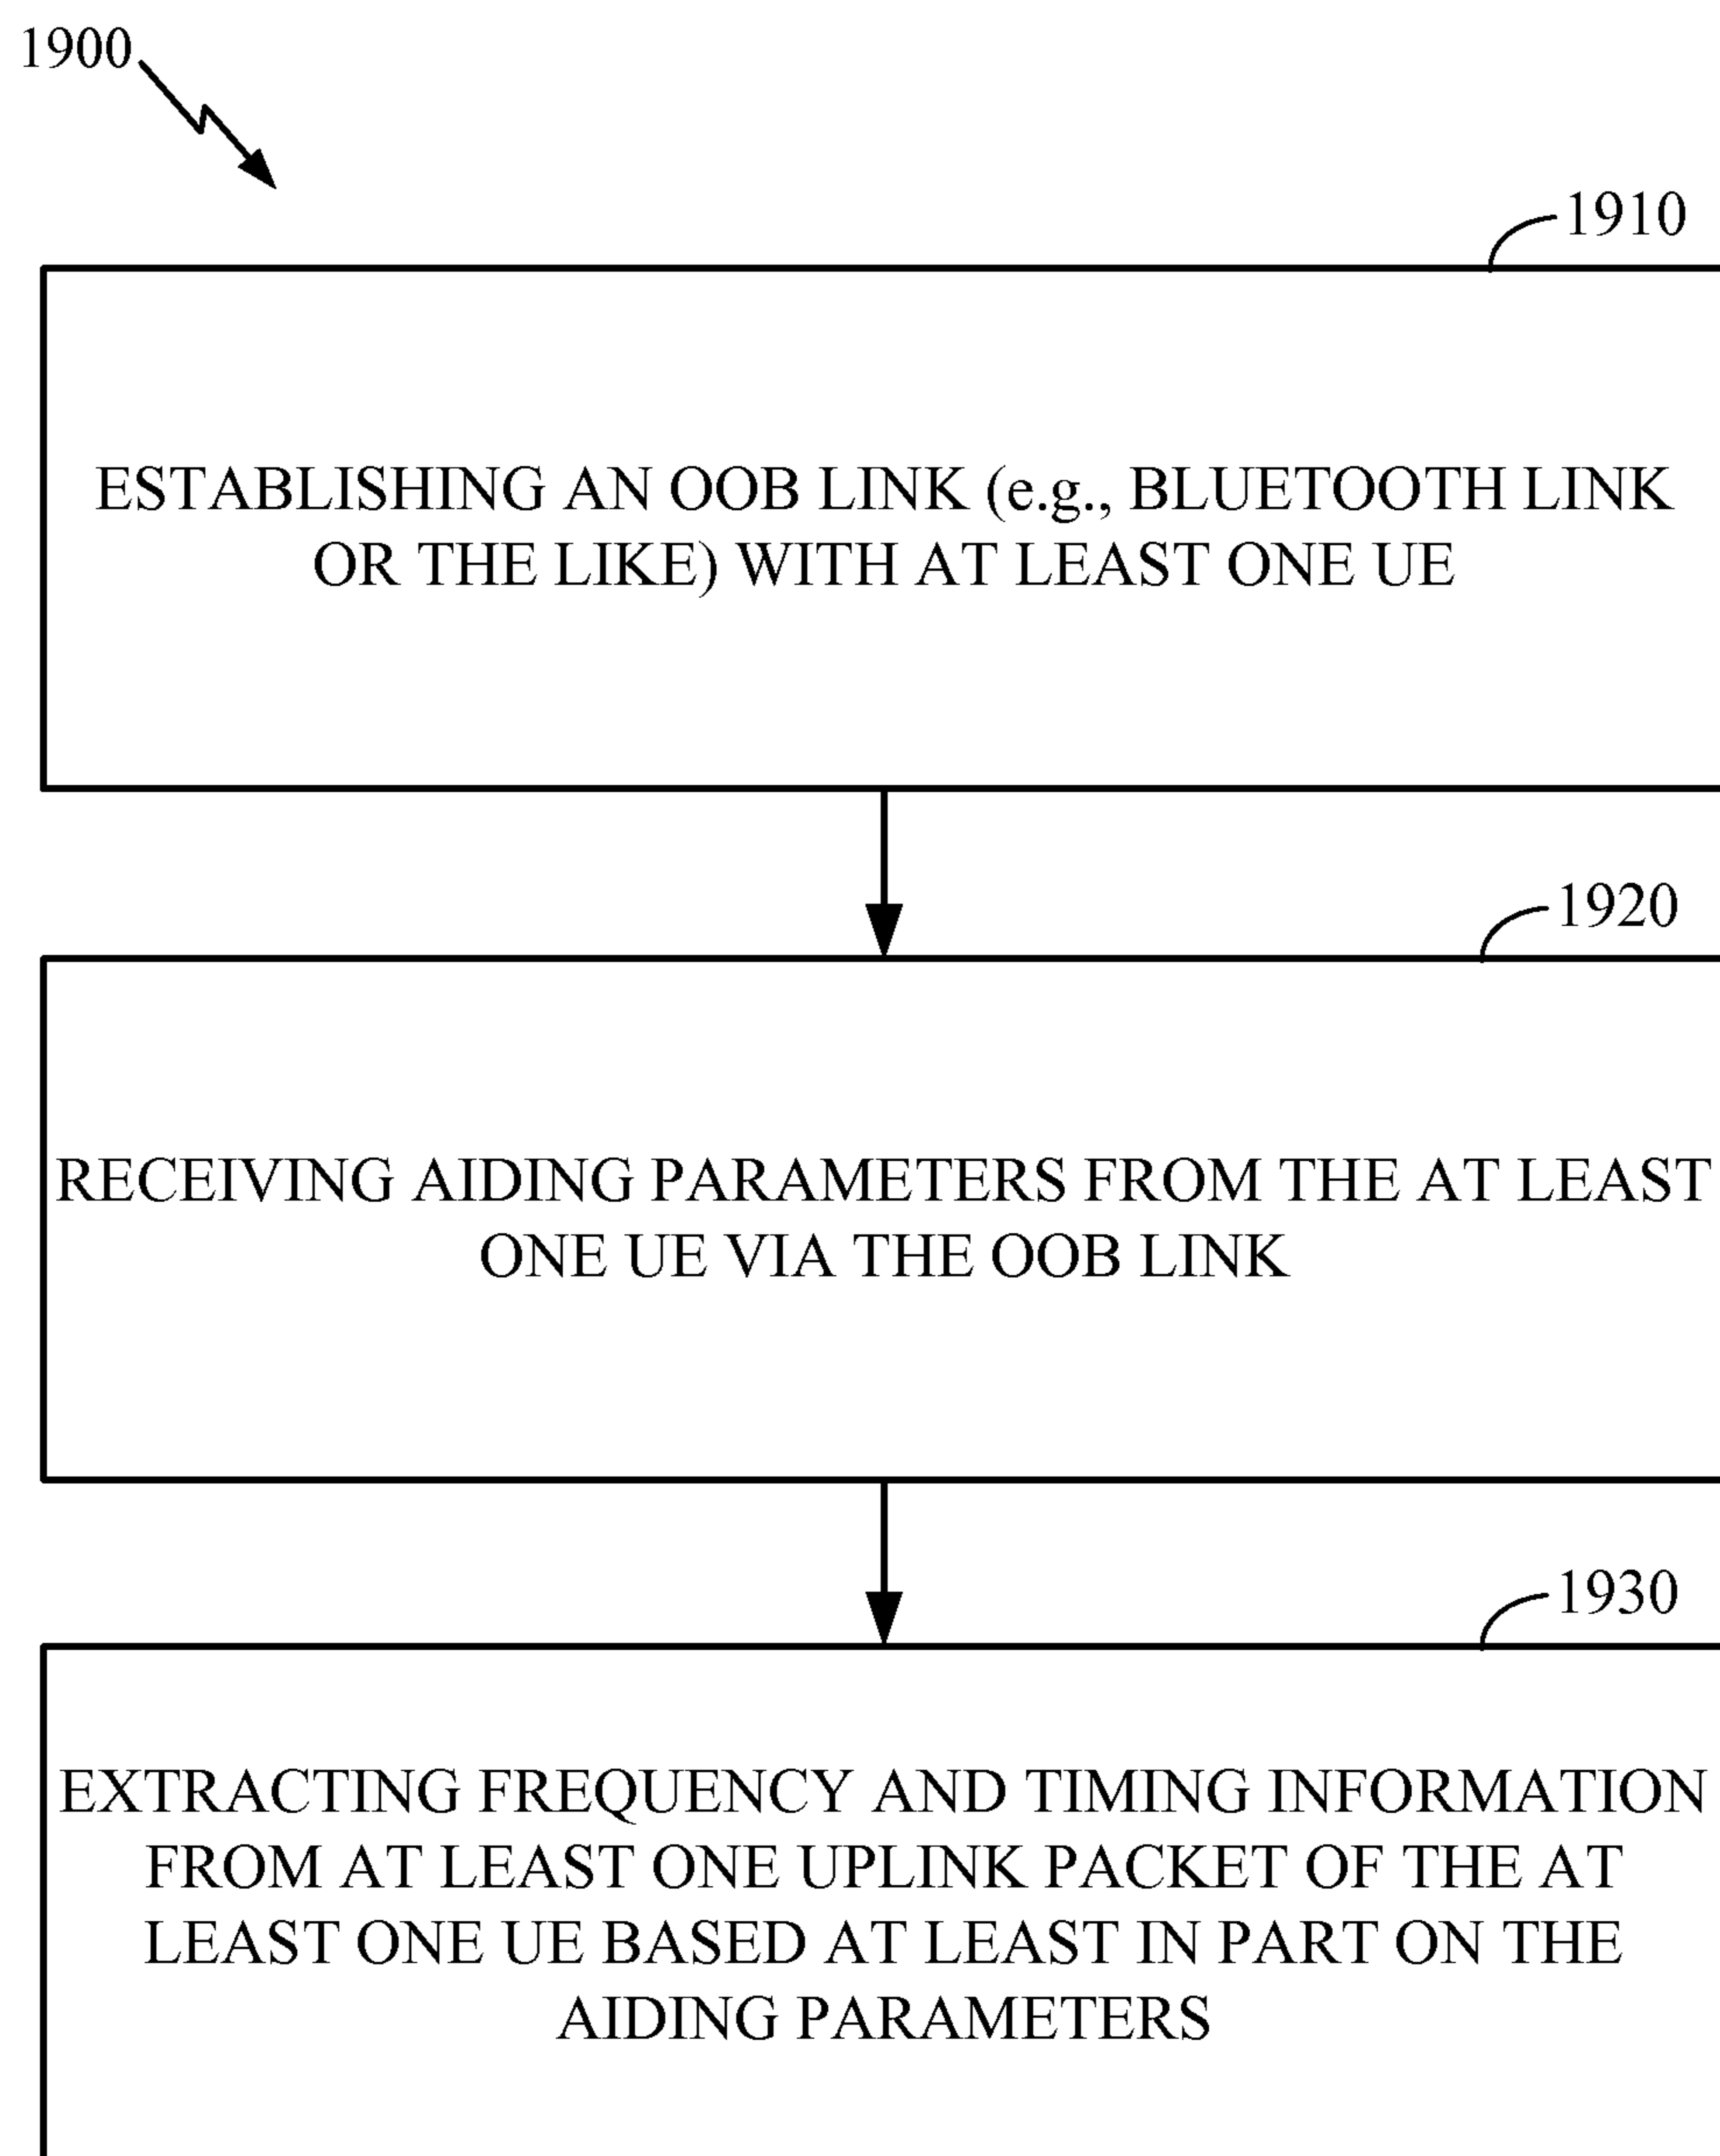 1900
1910
ESTABLISHING AN OOB LINK (e.g., BLUETOOTH LINK
OR THE LIKE) WITH AT LEAST ONE UE
1920
RECEIVING AIDING PARAMETERS FROM THE AT LEAST
ONE UE VIA THE OOB LINK
1930
EXTRACTING FREQUENCY AND TIMING INFORMATION
FROM AT LEAST ONE UPLINK PACKET OF THE AT
LEAST ONE UE BASED AT LEAST IN PART ON THE
AIDING PARAMETERS